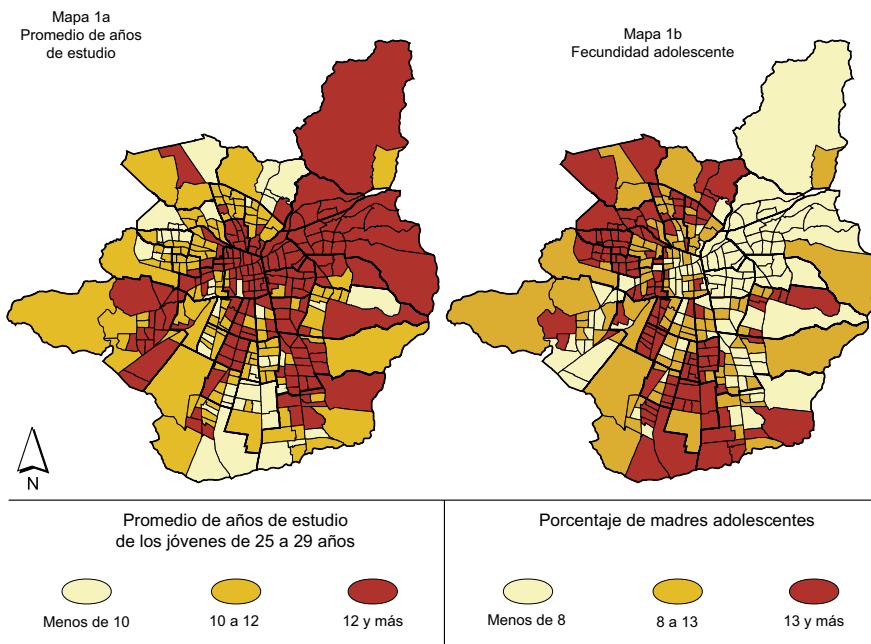 Mapa 1a
Promedio de años
de estudio
Mapa 1b
Fecundidad adolescente
N
Promedio de años de estudio
de los jóvenes de 25 a 29 años
Menos de 10
10 a 12
12 y más
Porcentaje de madres adolescentes
Menos de 8
8 a 13
13 y más